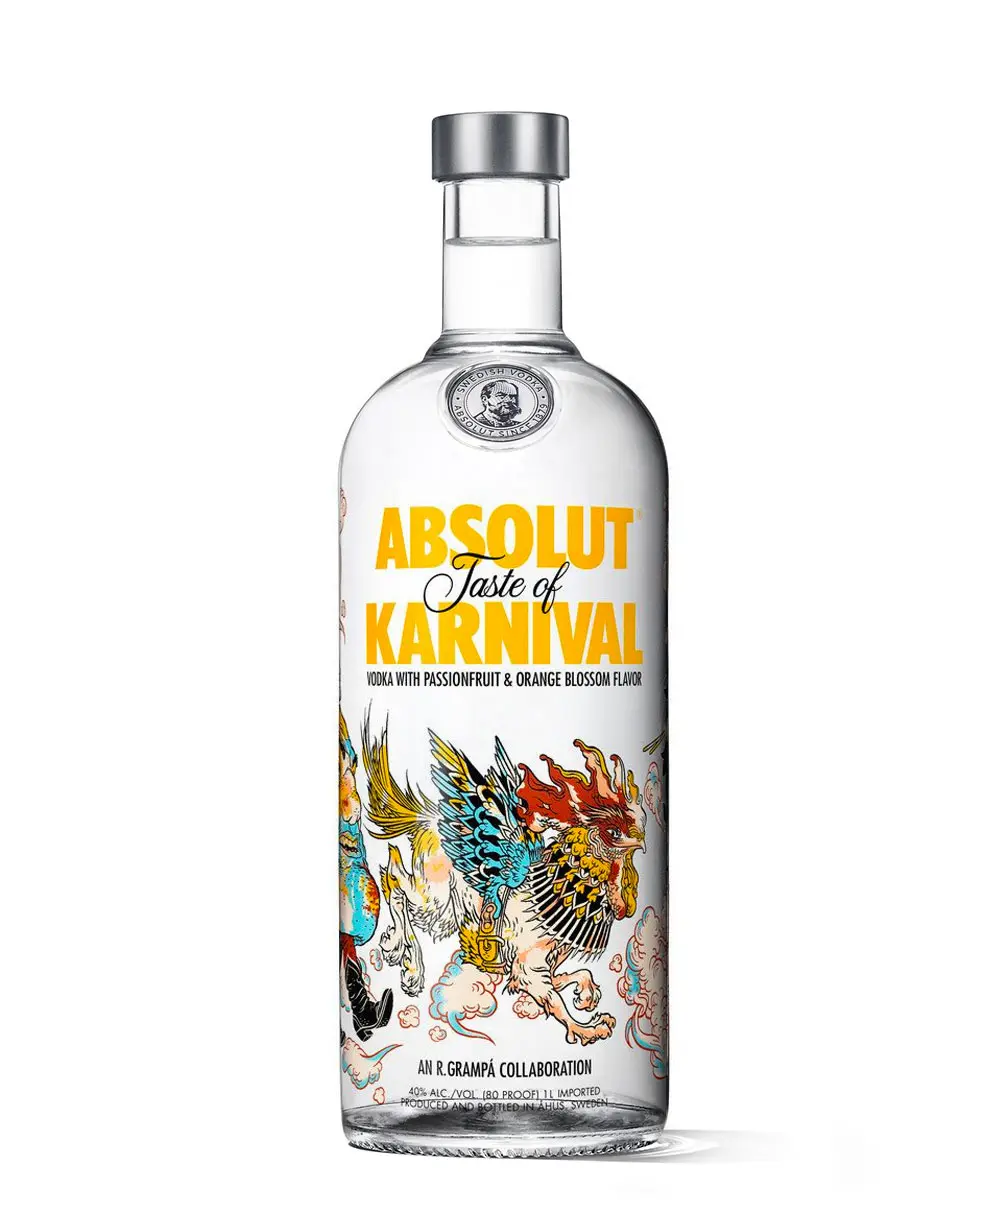 SWEDISH VODKA
ABSOLUT SINCE 1879
ABSOLUT
Taste of
KARNIVAL
VODKA WITH PASSIONFRUIT & ORANGE BLOSSOM FLAVOR
AN R.GRAMPÁ COLLABORATION
40% ALC./VOL. (80 PROOF) 1L IMPORTED
PRODUCED AND BOTTLED IN ÅHUS, SWEDEN